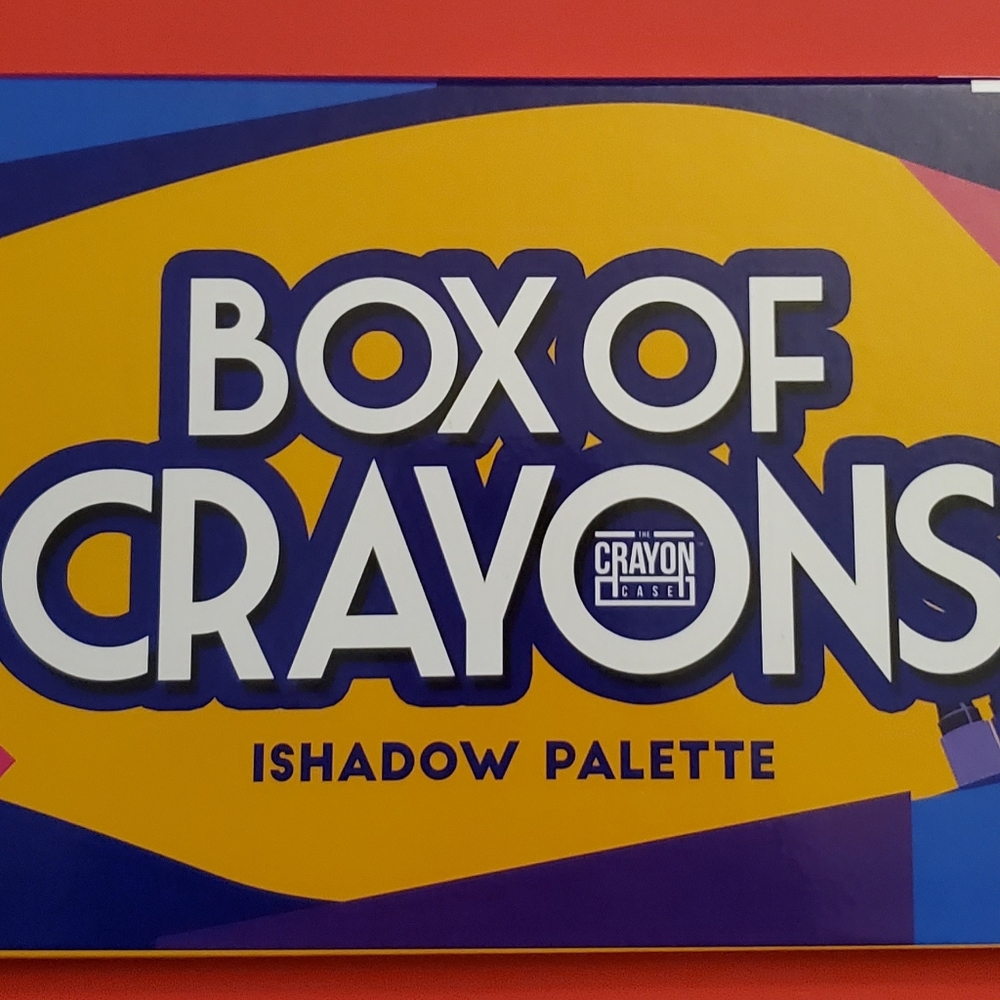 BOX OF
CRAYONS
THE
CRAYON
CASE
ISHADOW PALETTE